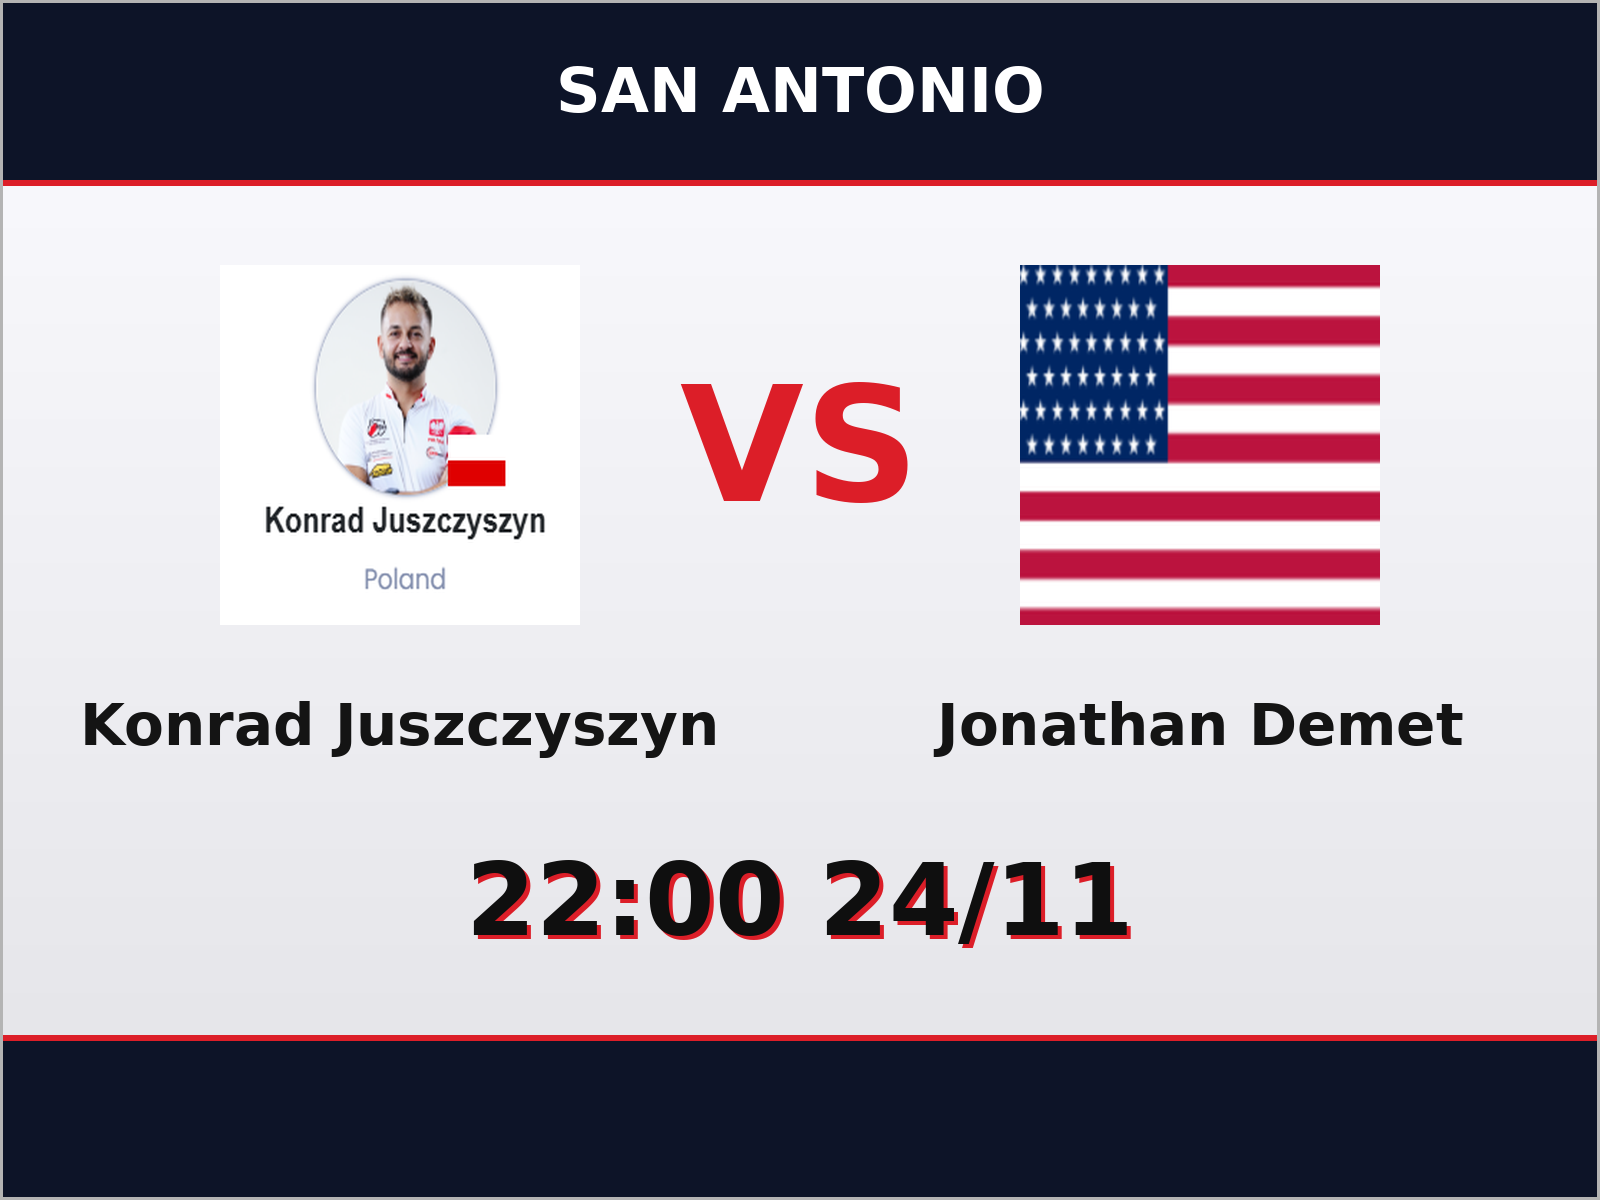 SAN ANTONIO
VS
Konrad Juszczyszyn
Poland
Konrad Juszczyszyn
Jonathan Demet
22:00 24/11